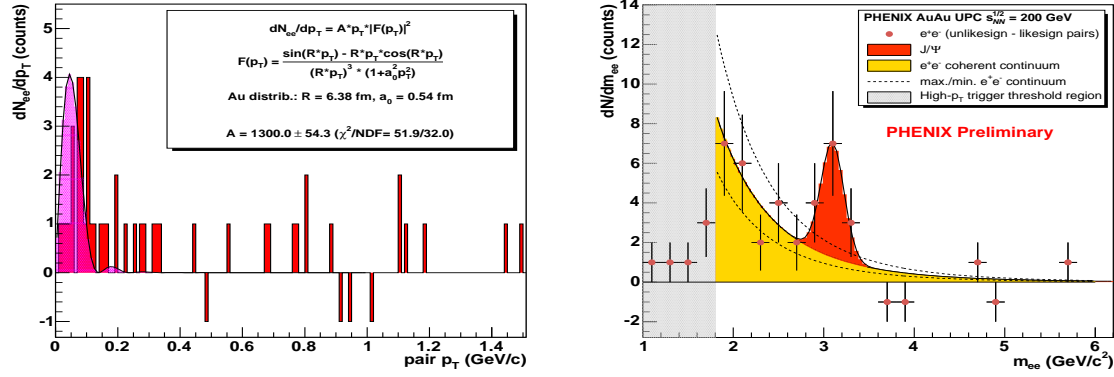 dN_ee/dp_T (counts)
5
4
3
2
1
0
-1
dN_ee/dp_T = A*p_T*|F(p_T)|^2
F(p_T) = sin(R*p_T) - R*p_T*cos(R*p_T) / (R*p_T)^3 * (1+a_0^2 p_T^2)
Au distrib.: R = 6.38 fm, a_0 = 0.54 fm
A = 1300.0 ± 54.3 (χ^2/NDF= 51.9/32.0)
0 0.2 0.4 0.6 0.8 1 1.2 1.4
pair p_T (GeV/c)
dN/dm_ee (counts)
14
12
10
8
6
4
2
0
-2
PHENIX AuAu UPC s_NN^1/2 = 200 GeV
e^+e^- (unlikesign - likesign pairs)
J/Ψ
e^+e^- coherent continuum
max./min. e^+e^- continuum
High-p_T trigger threshold region
PHENIX Preliminary
1 2 3 4 5 6
m_ee (GeV/c^2)